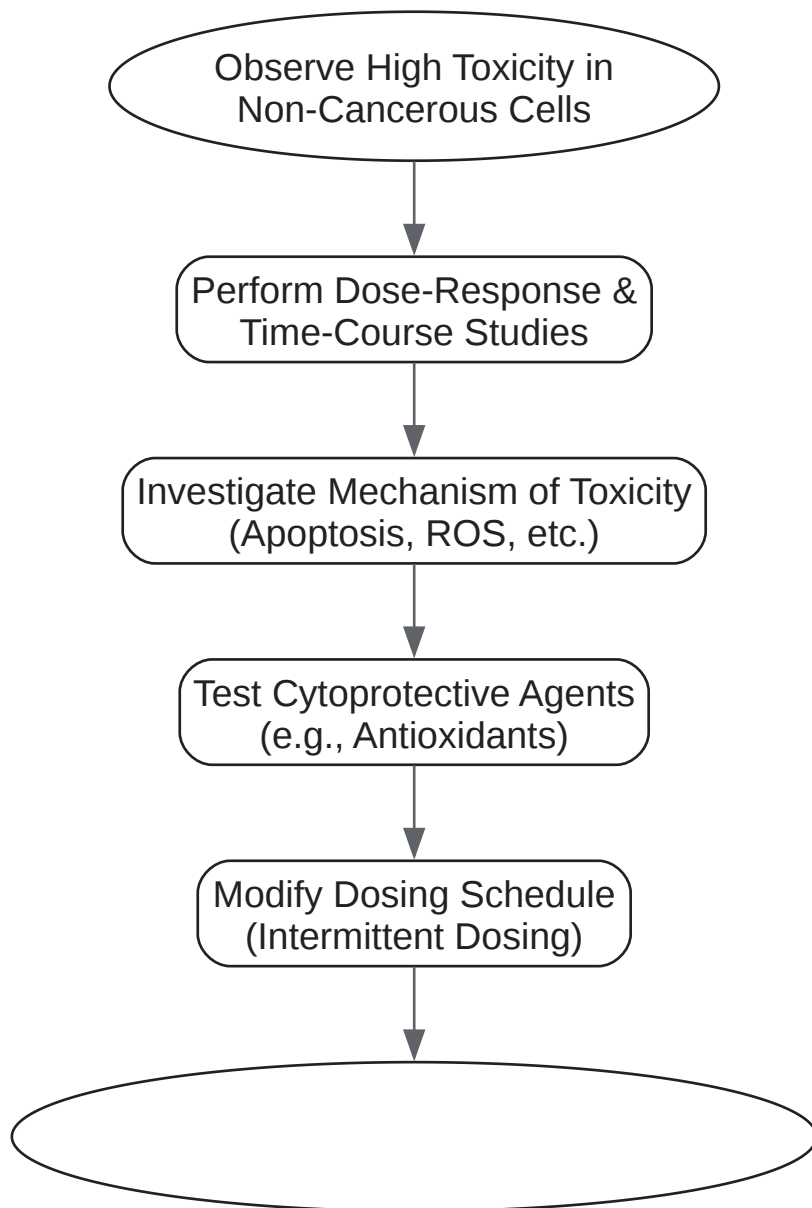 Observe High Toxicity in
Non-Cancerous Cells
Perform Dose-Response &
Time-Course Studies
Investigate Mechanism of Toxicity
(Apoptosis, ROS, etc.)
Test Cytoprotective Agents
(e.g., Antioxidants)
Modify Dosing Schedule
(Intermittent Dosing)